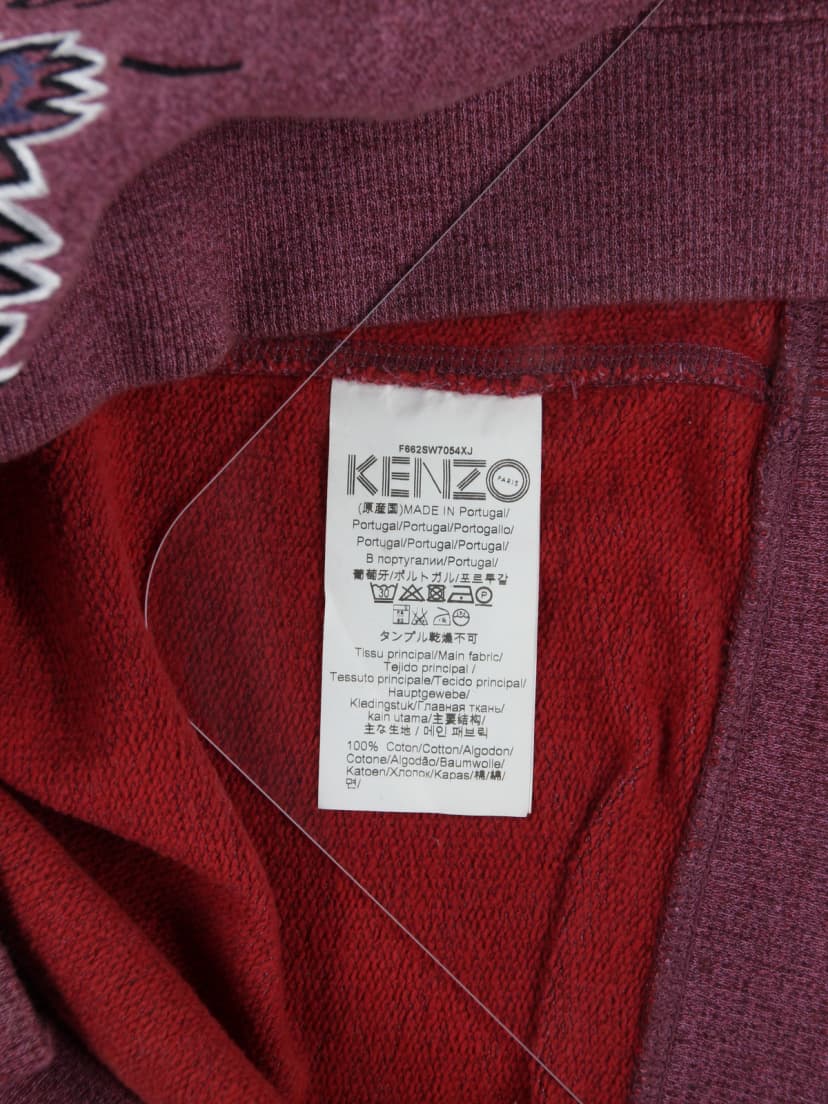 F662SW7054XJ
KENZO
PARIS
(原産国)MADE IN Portugal/
Portugal/Portugal/Portogallo/
Portugal/Portugal/Portugal/
В португалии/Portugal/
葡萄牙/ポルトガル/포르투갈
30 P
タンブル乾燥不可
Tissu principal/Main fabric/
Tejido principal /
Tessuto principale/Tecido principal/
Hauptgewebe/
Kledingstuk/Главная ткань/
kain utama/主要结构/
主な生地 / 메인 패브릭
100% Coton/Cotton/Algodon/
Cotone/Algodão/Baumwolle/
Katoen/Хлопок/Kapas/棉/綿/
면/